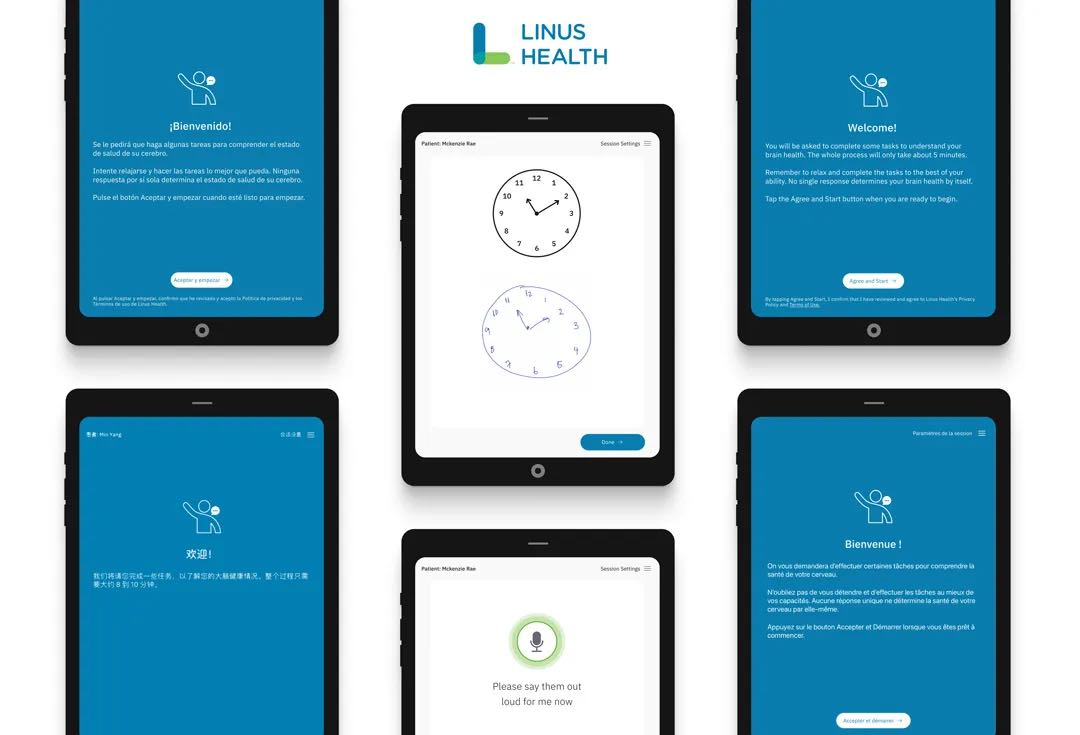 LINUS
HEALTH
¡Bienvenido!
Se le pedirá que haga algunas tareas para comprender el estado
de salud de su cerebro.
Intente relajarse y hacer las tareas lo mejor que pueda. Ninguna
respuesta por sí sola determina el estado de salud de su cerebro.
Pulse el botón Aceptar y empezar cuando esté listo para empezar.
Aceptar y empezar →
Al pulsar Aceptar y empezar, confirmo que he revisado y acepto la Política de privacidad y los
Términos de uso de Linus Health.
Patient: Mckenzie Rae
Session Settings
12
1
2
3
4
5
6
7
8
9
10
11
12
1
2
3
4
5
6
7
8
9
10
11
Done →
Welcome!
You will be asked to complete some tasks to understand your
brain health. The whole process will only take about 5 minutes.
Remember to relax and complete the tasks to the best of your
ability. No single response determines your brain health by itself.
Tap the Agree and Start button when you are ready to begin.
Agree and Start →
By tapping Agree and Start, I confirm that I have reviewed and agree to Linus Health's Privacy
Policy and Terms of Use.
患者: Min Yang
会话设置
欢迎!
我们将请您完成一些任务，以了解您的大脑健康情况。整个过程只需
要大约 8 到 10 分钟。
Patient: Mckenzie Rae
Session Settings
Please say them out
loud for me now
Paramètres de la session
Bienvenue !
On vous demandera d'effectuer certaines tâches pour comprendre la
santé de votre cerveau.
N'oubliez pas de vous détendre et d'effectuer les tâches au mieux de
vos capacités. Aucune réponse unique ne détermine la santé de votre
cerveau par elle-même.
Appuyez sur le bouton Accepter et Démarrer lorsque vous êtes prêt à
commencer.
Accepter et démarrer →